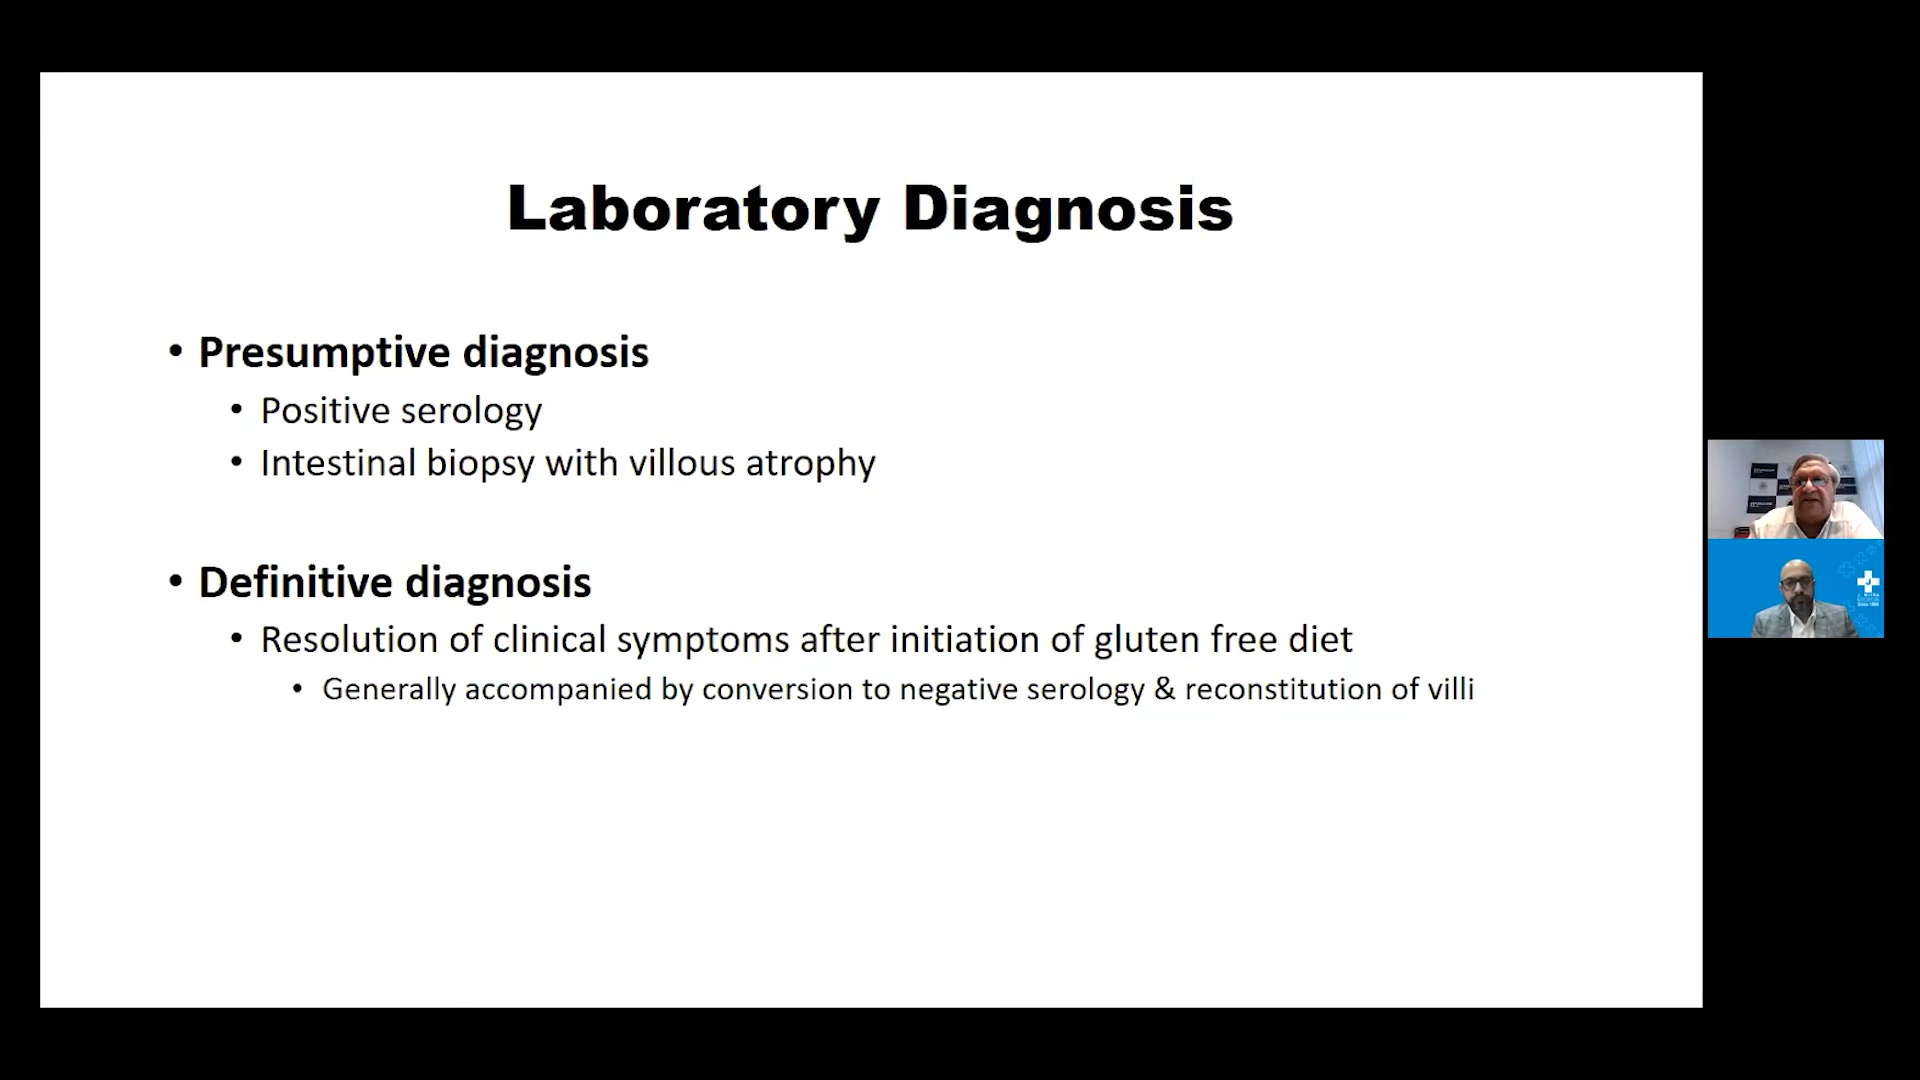 Laboratory Diagnosis
• Presumptive diagnosis
• Positive serology
• Intestinal biopsy with villous atrophy
• Definitive diagnosis
• Resolution of clinical symptoms after initiation of gluten free diet
• Generally accompanied by conversion to negative serology & reconstitution of villi